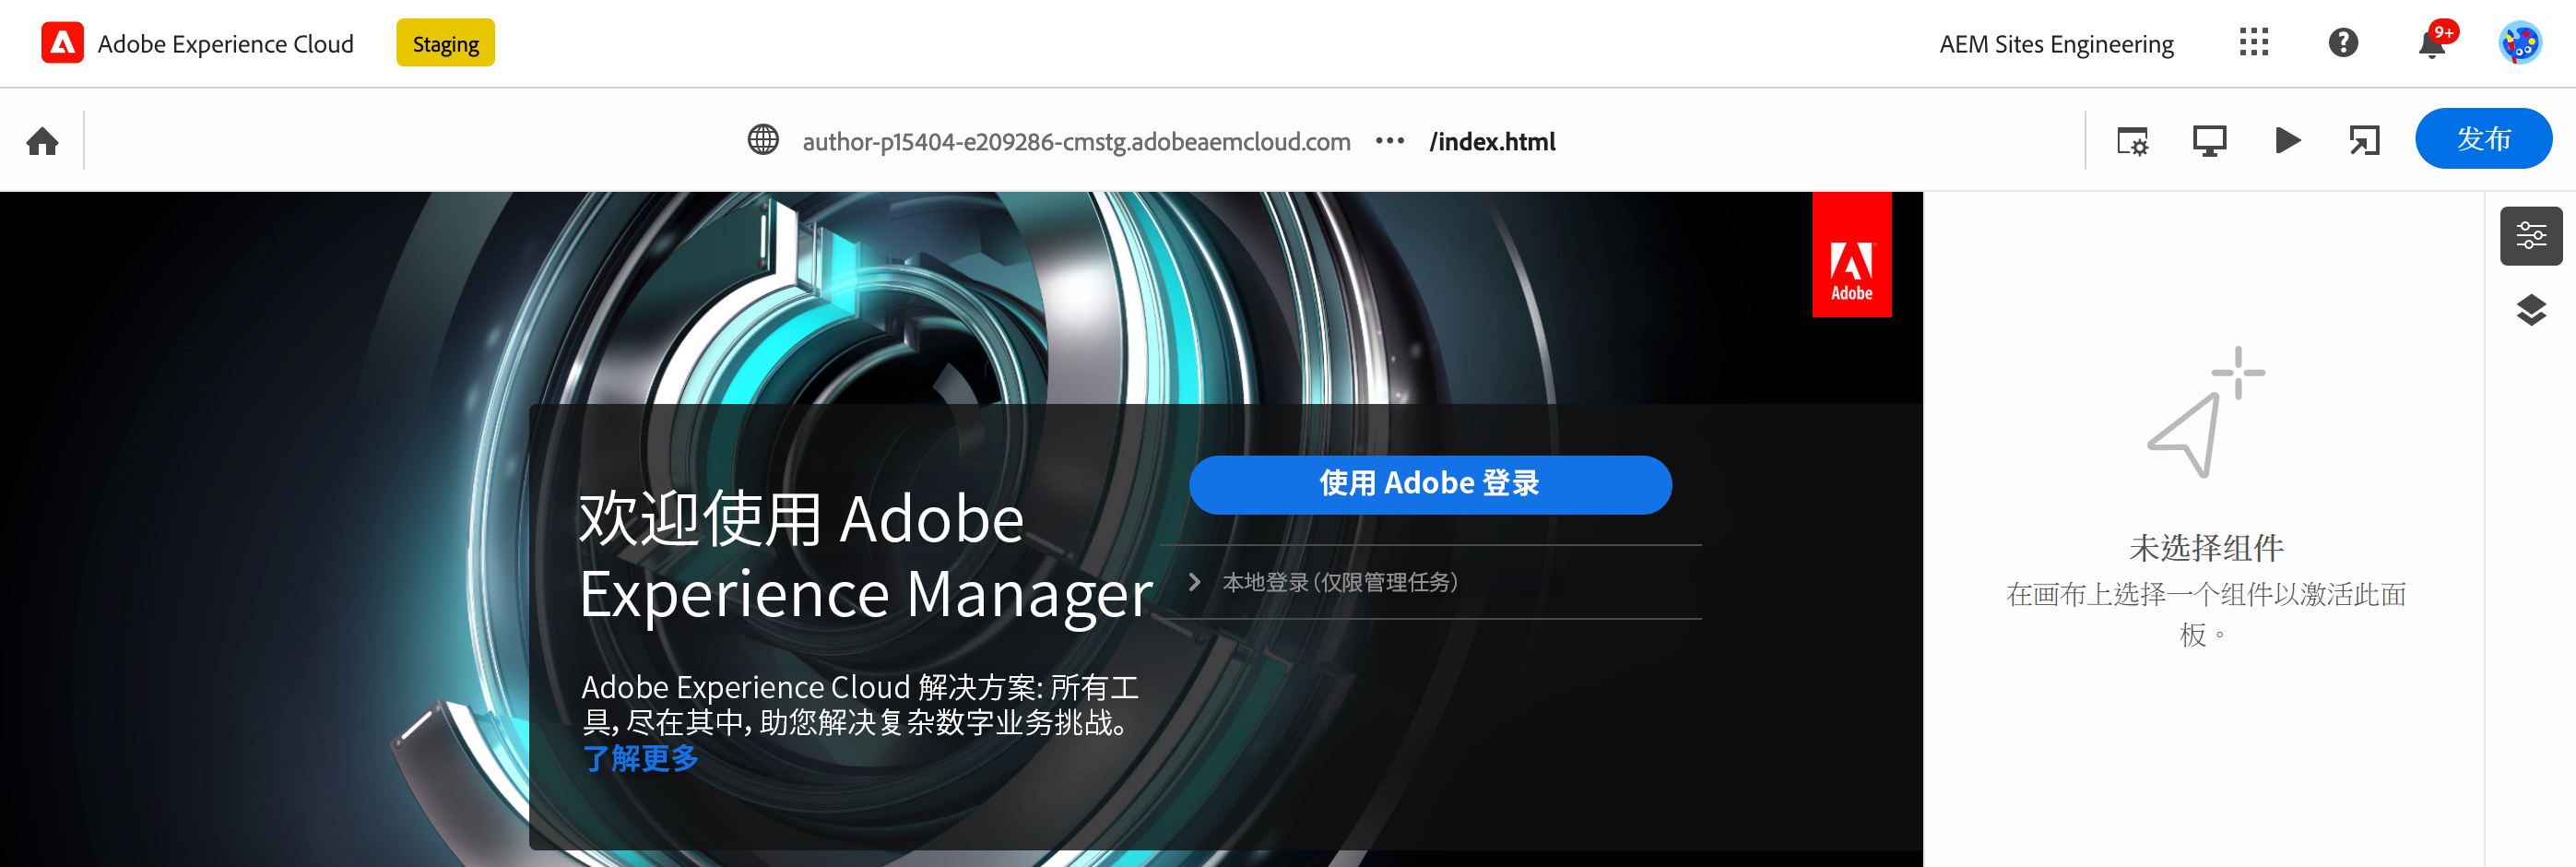 Adobe Experience Cloud
Staging
AEM Sites Engineering
9+
author-p15404-e209286-cmstg.adobeaemcloud.com ••• /index.html
发布
Adobe
欢迎使用 Adobe
Experience Manager
Adobe Experience Cloud 解决方案: 所有工
具，尽在其中，助您解决复杂数字业务挑战。
了解更多
使用 Adobe 登录
本地登录（仅限管理任务）
未选择组件
在画布上选择一个组件以激活此面
板。